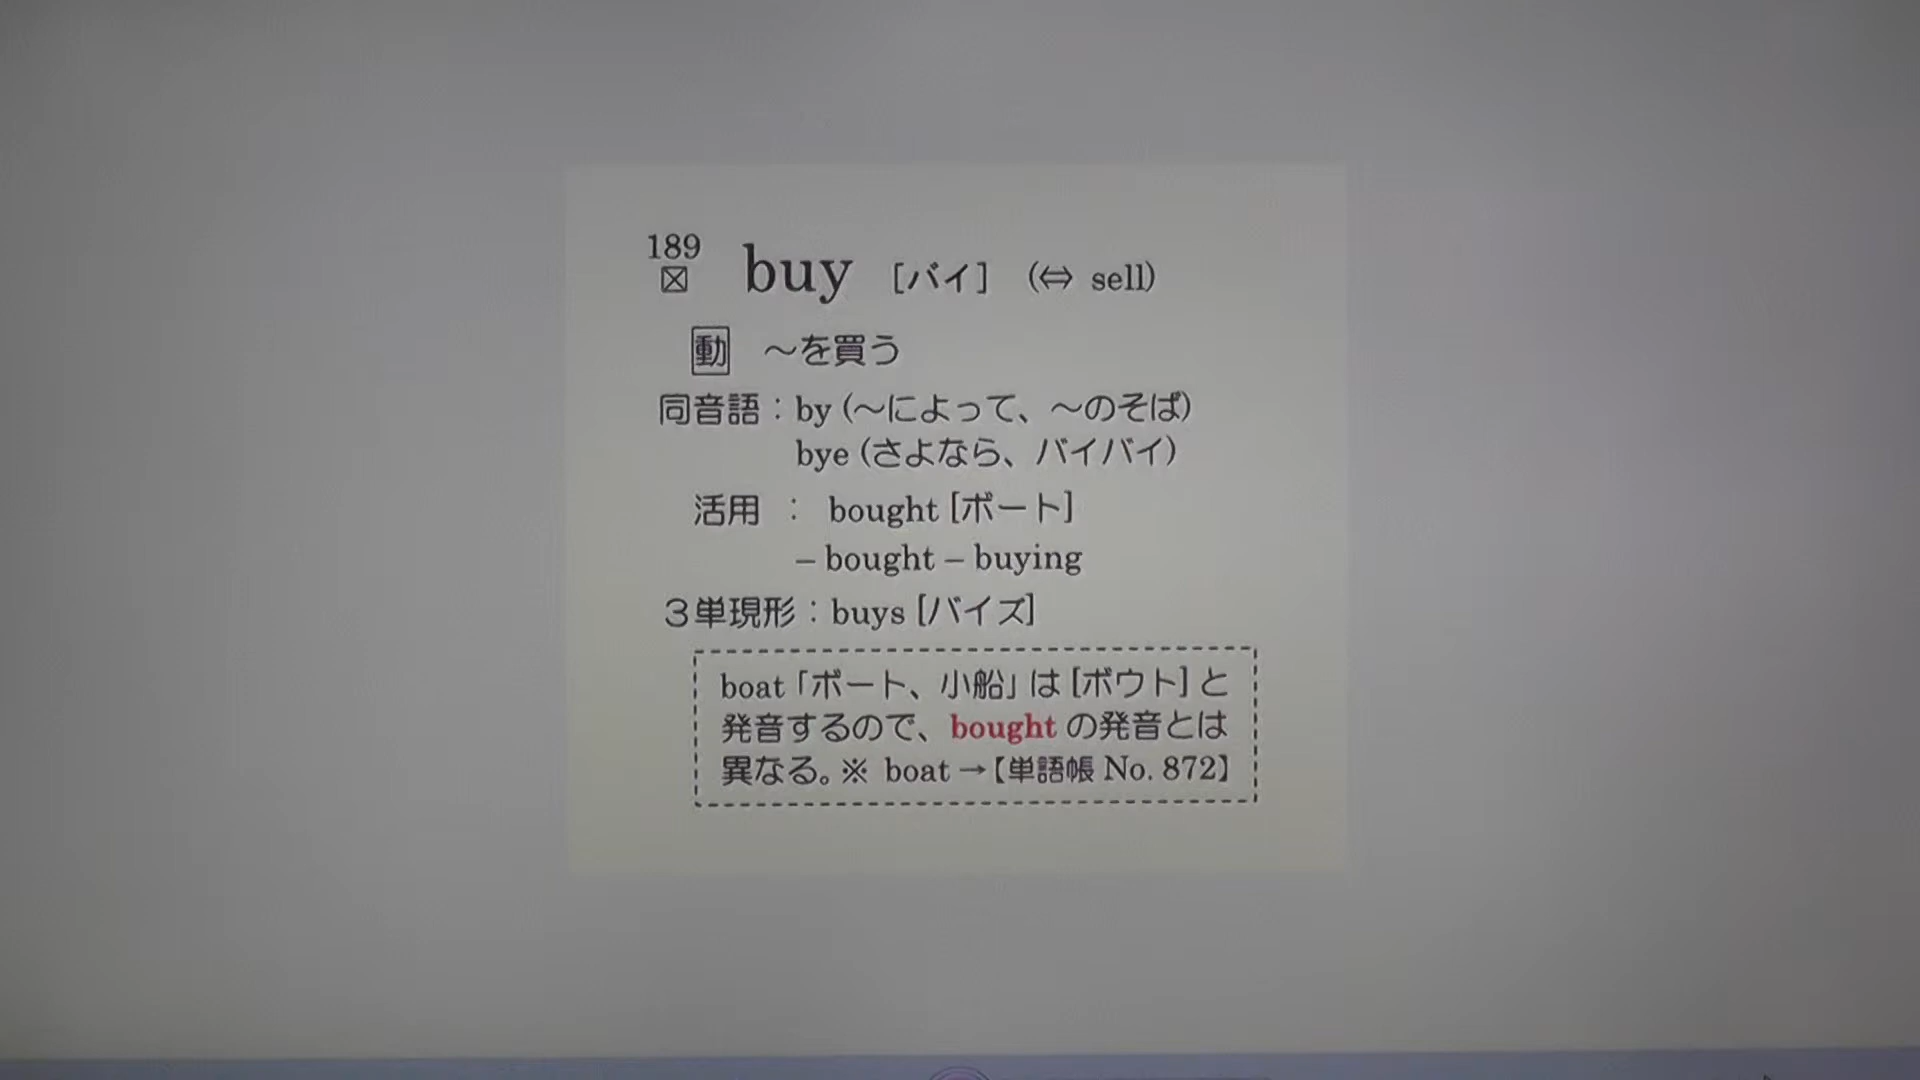 189
☒ buy [バイ] (⇔ sell)
動 ～を買う
同音語：by (～によって、～のそば)
bye (さよなら、バイバイ)
活用 ： bought [ボート]
– bought – buying
３単現形：buys [バイズ]
boat「ボート、小船」は [ボウト] と
発音するので、bought の発音とは
異なる。※ boat →【単語帳 No. 872】